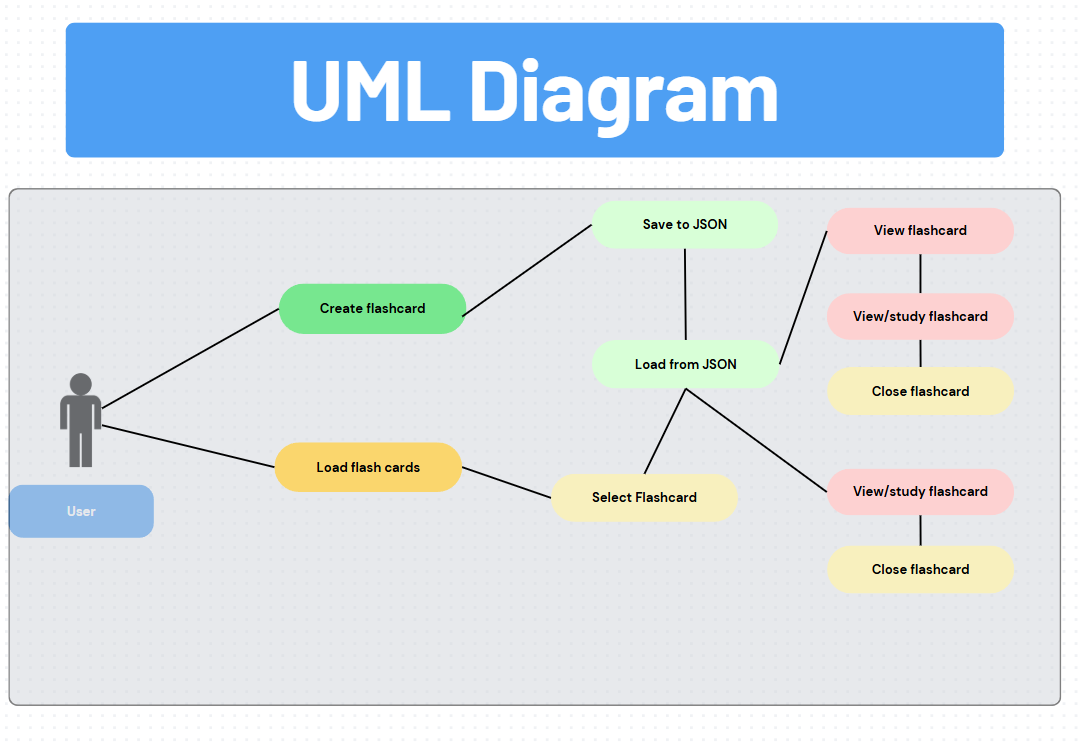 UML Diagram
Save to JSON
View flashcard
Create flashcard
View/study flashcard
Load from JSON
Close flashcard
Load flash cards
Select Flashcard
View/study flashcard
User
Close flashcard